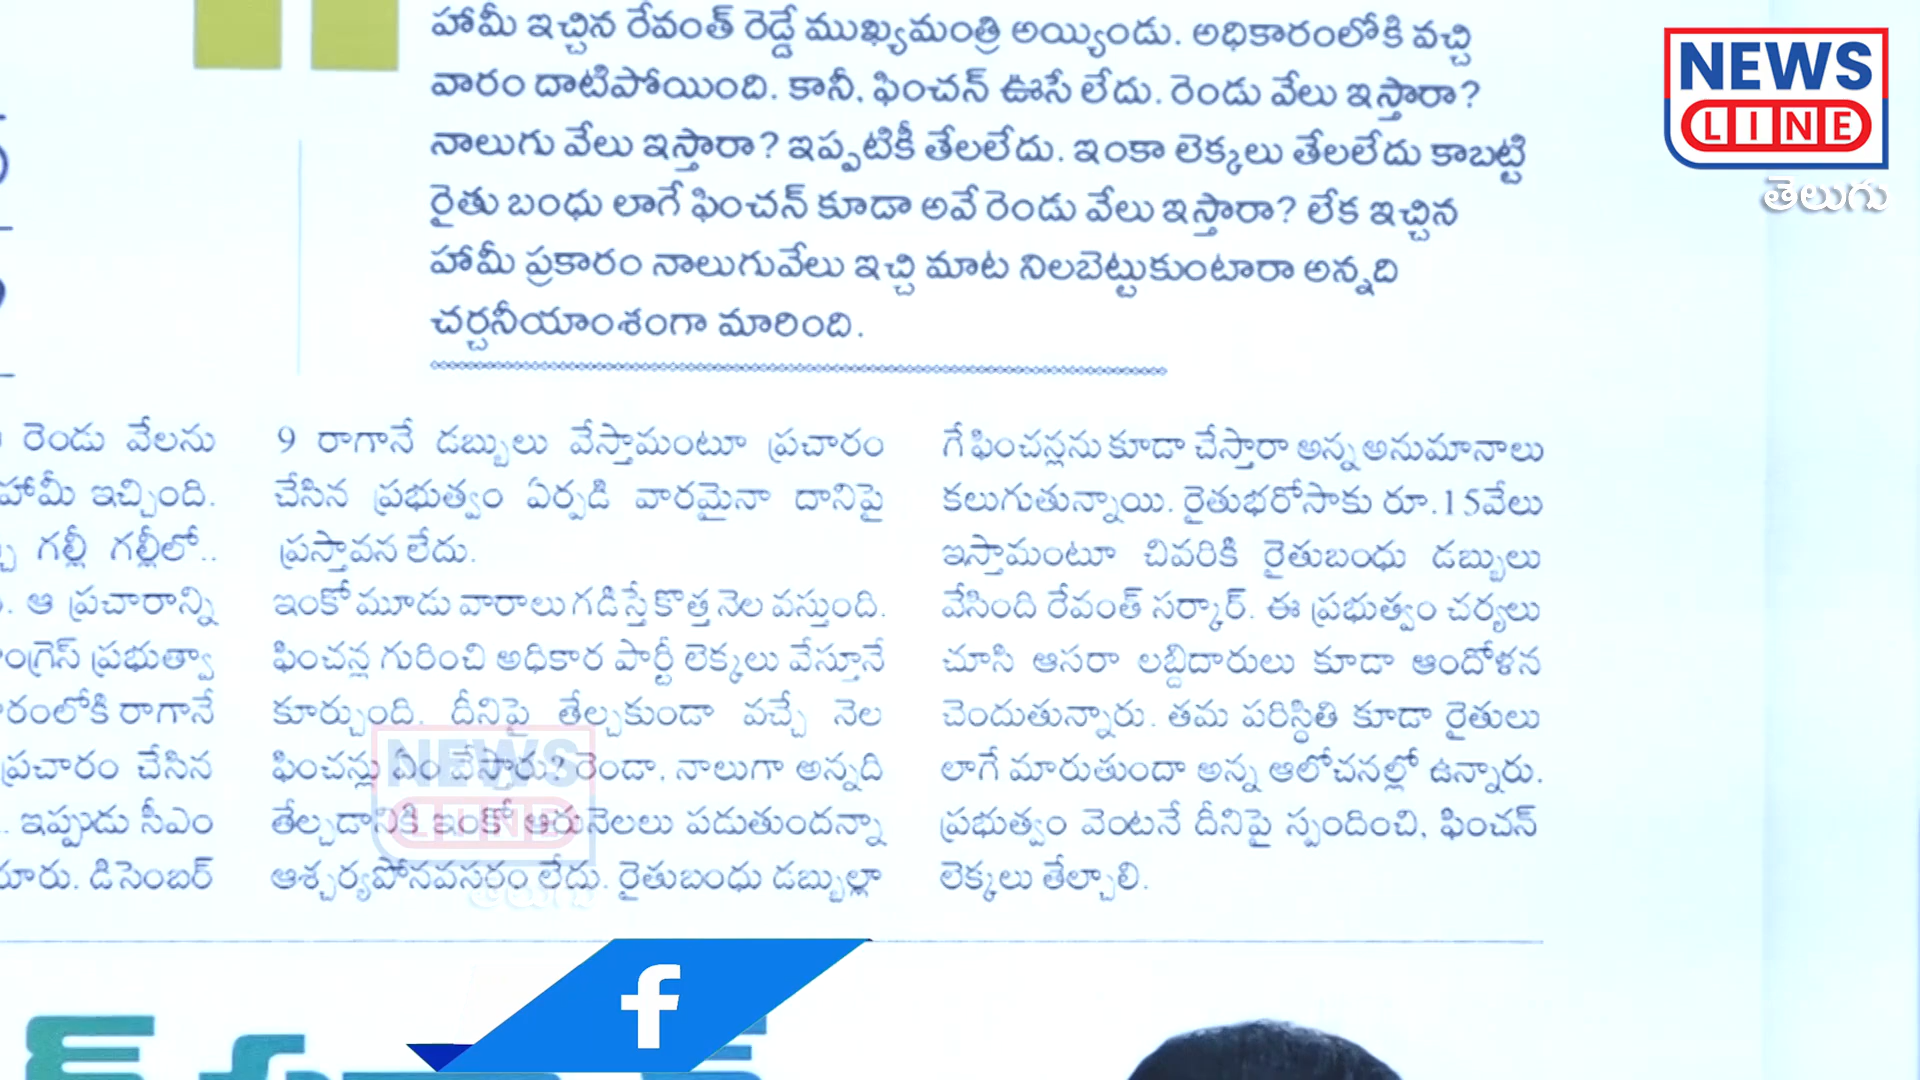 హామీ ఇచ్చిన రేవంత్ రెడ్డే ముఖ్యమంత్రి అయ్యిండు. అధికారంలోకి వచ్చి
వారం దాటిపోయింది. కానీ, ఫించన్ ఊసే లేదు. రెండు వేలు ఇస్తారా?
నాలుగు వేలు ఇస్తారా? ఇప్పటికీ తేలలేదు. ఇంకా లెక్కలు తేలలేదు కాబట్టి
రైతు బంధు లాగే ఫించన్ కూడా అవే రెండు వేలు ఇస్తారా? లేక ఇచ్చిన
హామీ ప్రకారం నాలుగువేలు ఇచ్చి మాట నిలబెట్టుకుంటారా అన్నది
చర్చనీయాంశంగా మారింది.
రెండు వేలను
హామీ ఇచ్చింది.
గల్లీ గల్లీలో..
. ఆ ప్రచారాన్ని
ప్రభుత్వా
రాగానే
ప్రచారం చేసిన
.. ఇప్పుడు సీఎం
డిసెంబర్
9 రాగానే డబ్బులు వేస్తామంటూ ప్రచారం
చేసిన ప్రభుత్వం ఏర్పడి వారమైనా దానిపై
ప్రస్తావన లేదు.
ఇంకో మూడు వారాలు గడిస్తే కొత్త నెల వస్తుంది.
ఫించన్ల గురించి అధికార పార్టీ లెక్కలు వేస్తూనే
కూర్చుంది. దీనిపై తేల్చకుండా వచ్చే నెల
ఫించన్లు ఏం చేస్తారు? రెండా, నాలుగా అన్నది
తేల్చడానికి ఇంకో ఆరునెలలు పడుతుందన్నా
ఆశ్చర్యపోనవసరం లేదు. రైతుబంధు డబ్బుల్లా
గే ఫించన్లను కూడా చేస్తారా అన్న అనుమానాలు
కలుగుతున్నాయి. రైతుభరోసాకు రూ.15వేలు
ఇస్తామంటూ చివరికి రైతుబంధు డబ్బులు
వేసింది రేవంత్ సర్కార్. ఈ ప్రభుత్వం చర్యలు
చూసి ఆసరా లబ్దిదారులు కూడా ఆందోళన
చెందుతున్నారు. తమ పరిస్థితి కూడా రైతులు
లాగే మారుతుందా అన్న ఆలోచనల్లో ఉన్నారు.
ప్రభుత్వం వెంటనే దీనిపై స్పందించి, ఫించన్
లెక్కలు తేల్చాలి.
NEWS
LINE
తెలుగు
NEWS
LINE
తెలుగు
f